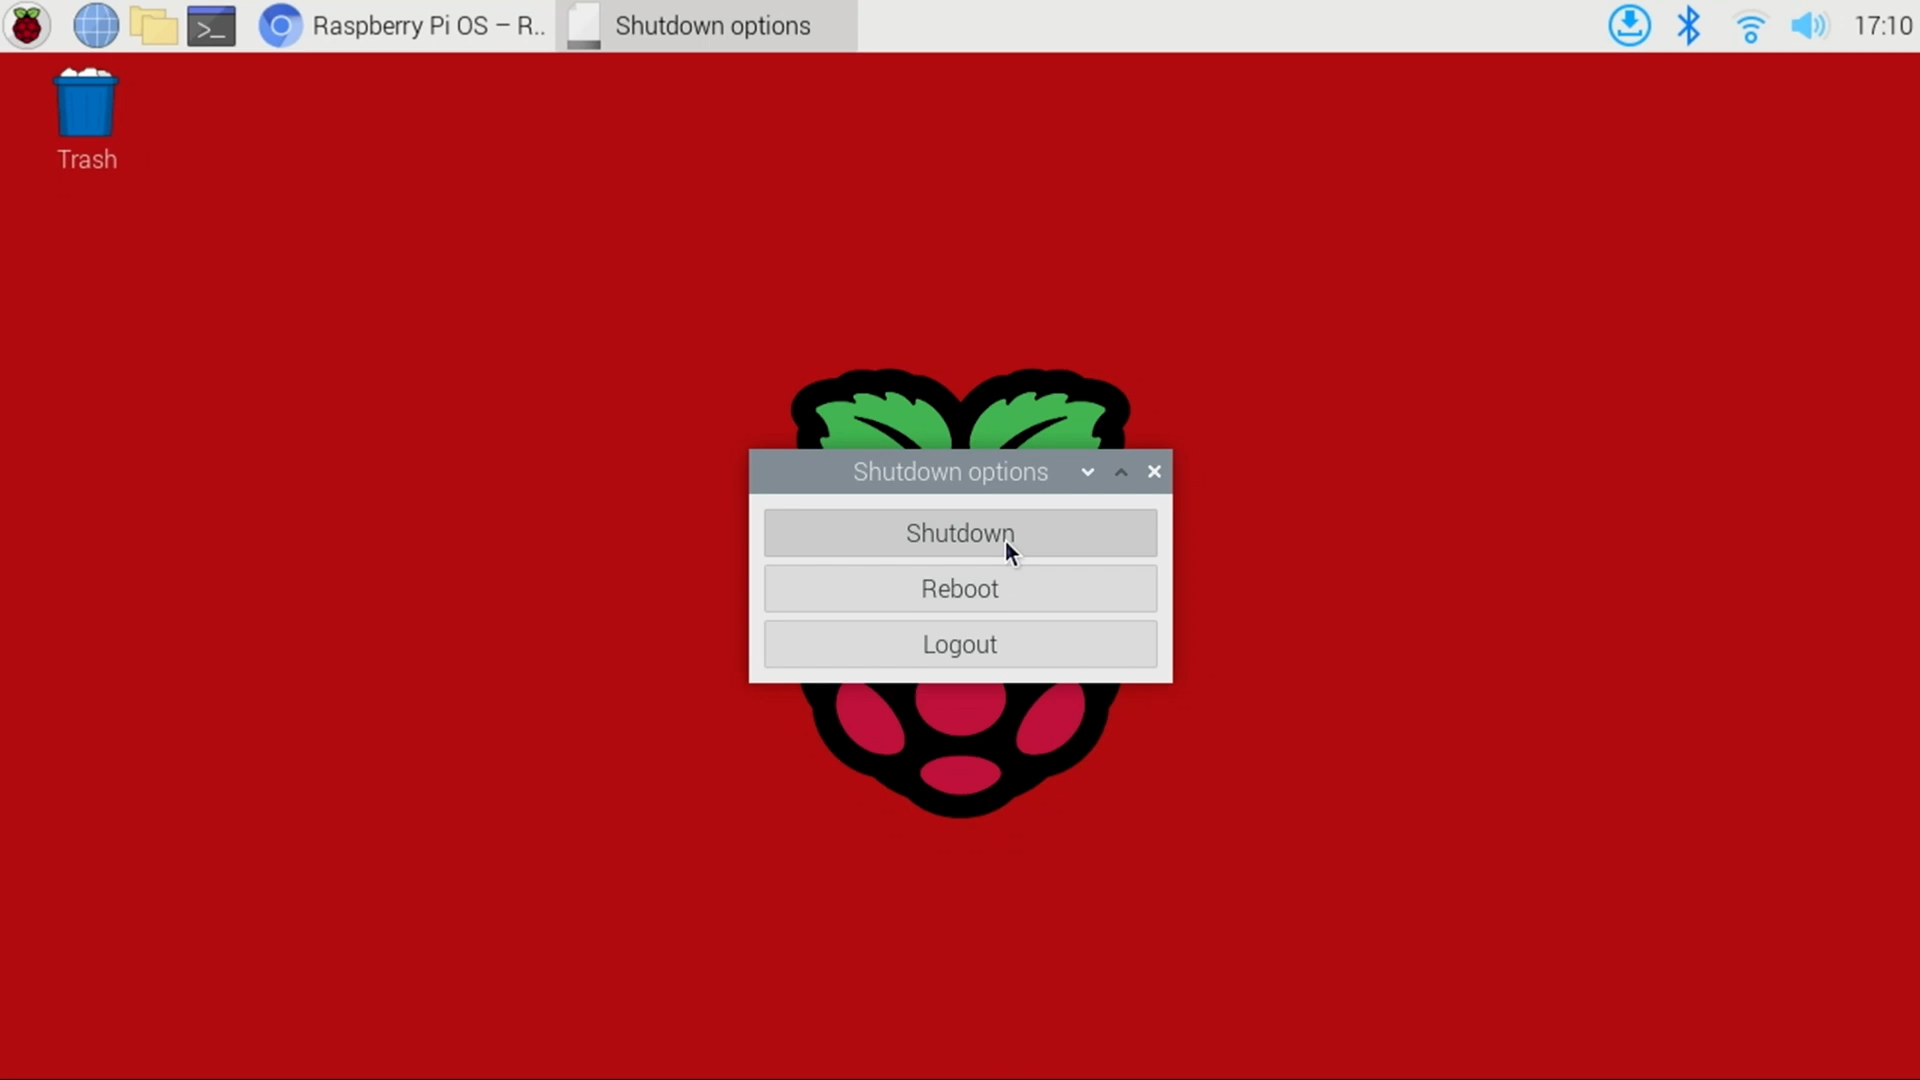 Raspberry Pi OS – R..
Shutdown options
17:10
Trash
Shutdown options
Shutdown
Reboot
Logout